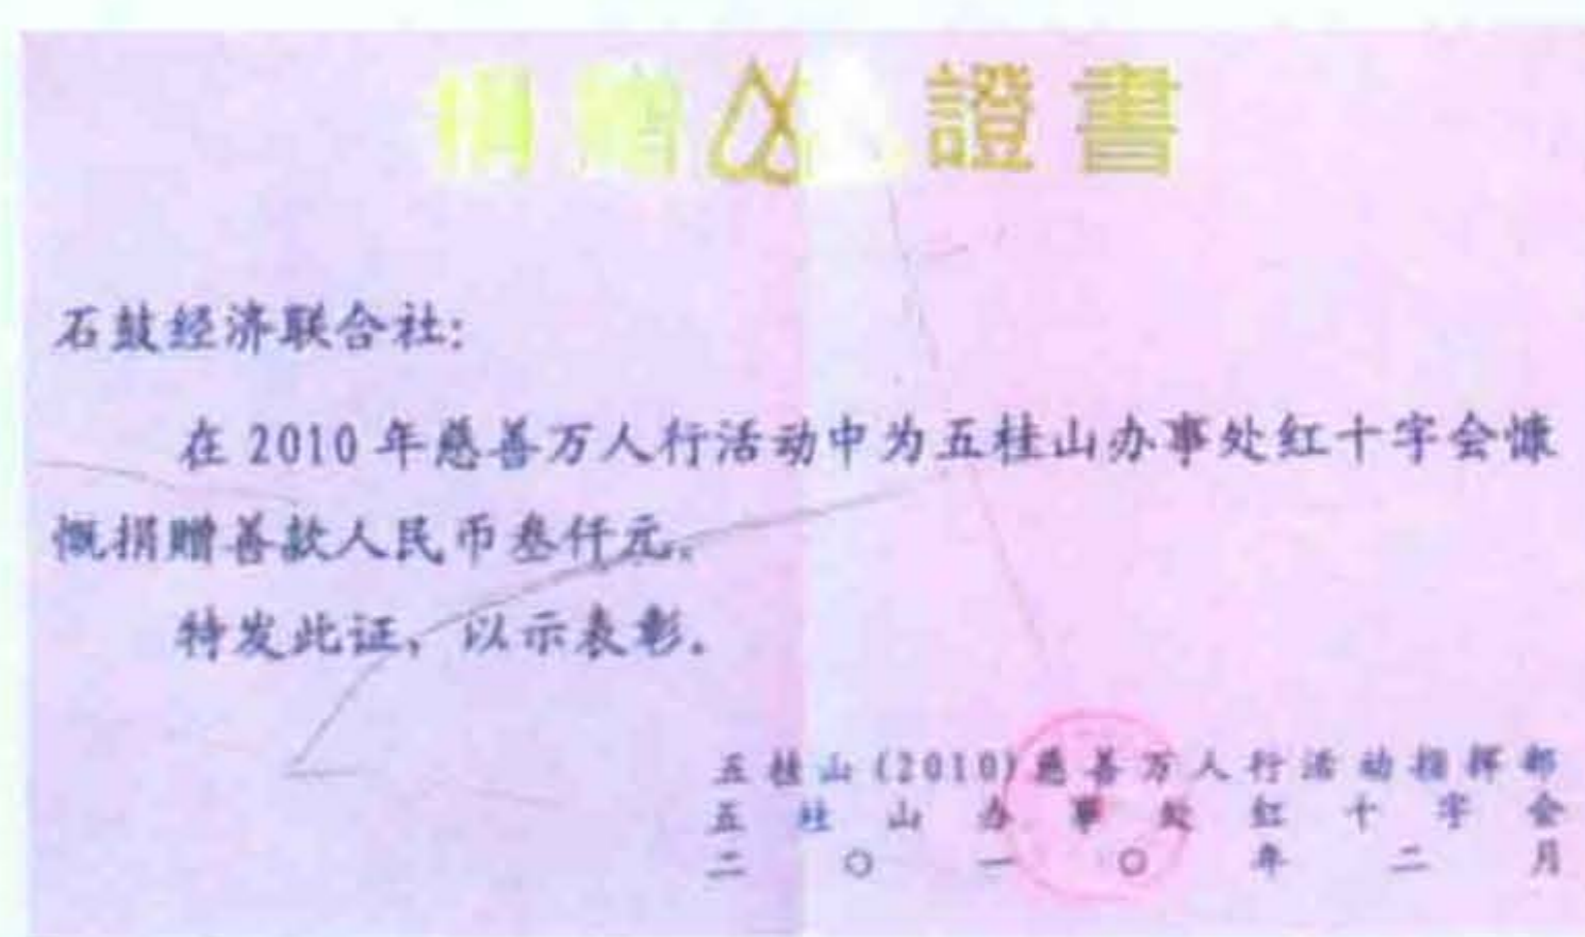 捐贈證書
石鼓经济联合社:
在2010年慈善万人行活动中为五桂山办事处红十字会慷
慨捐赠善款人民币叁仟元。
特发此证,以示表彰。
五桂山(2010)慈善万人行活动指挥部
五桂山办事处红十字会
二〇一〇年二月